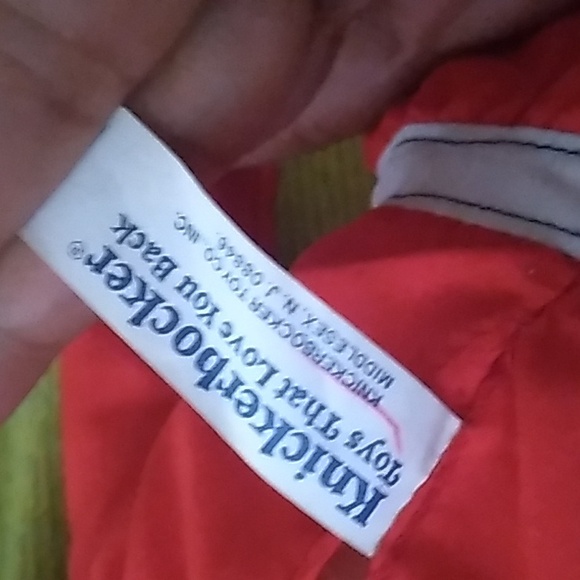 Knickerbocker®
Toys That Love You Back
KNICKERBOCKER TOY CO. INC.
MIDDLESEX, N. J. 08846.